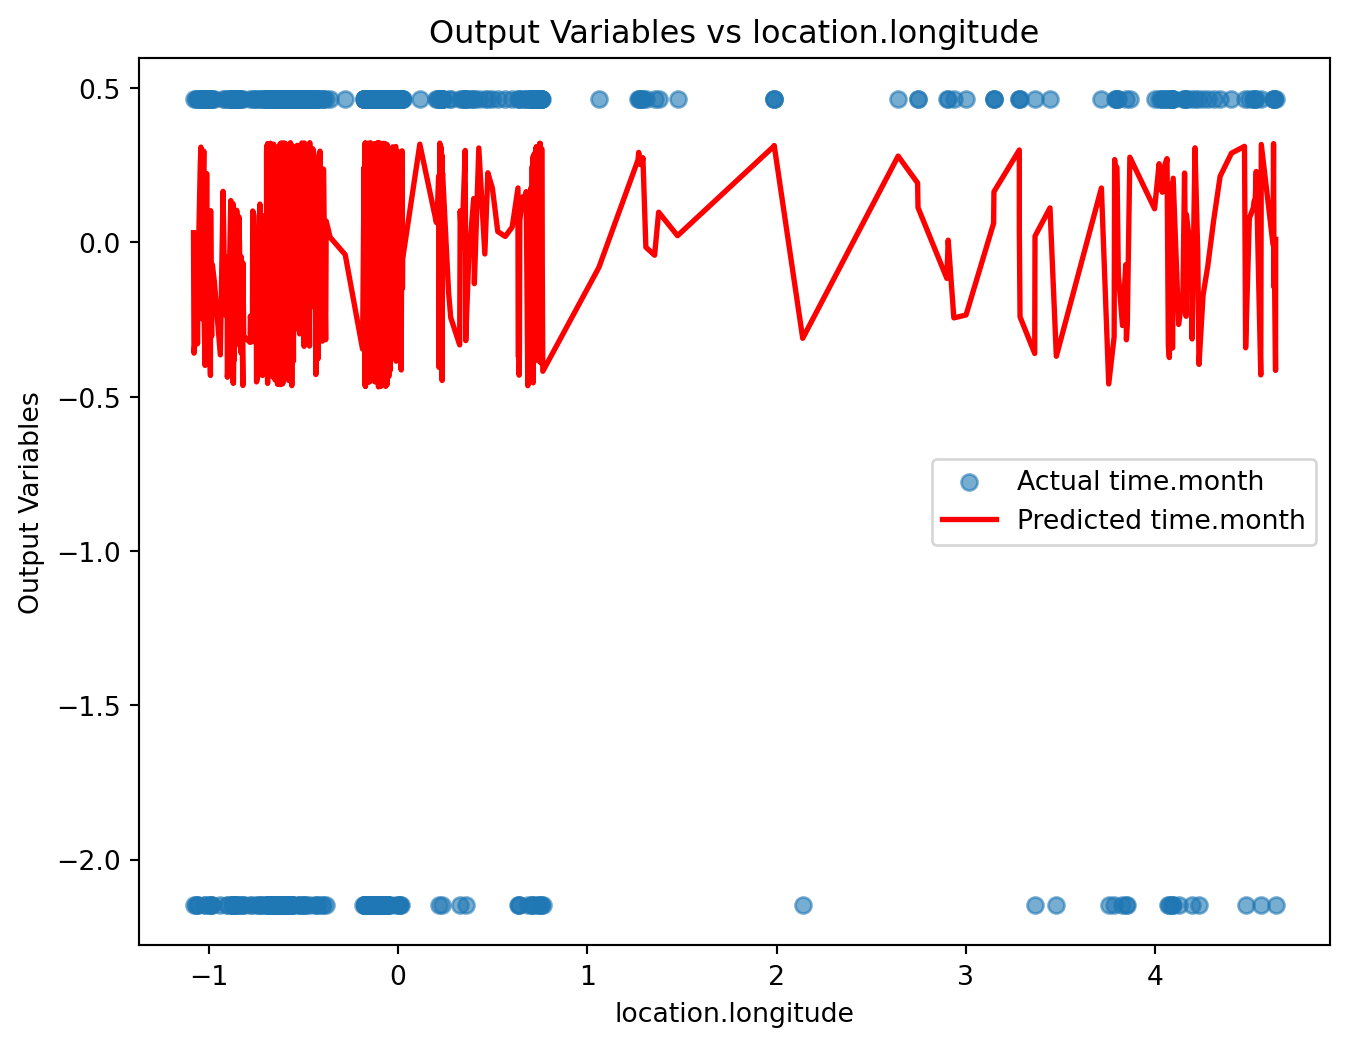 Output Variables vs location.longitude
0.5
0.0
−0.5
−1.0
−1.5
−2.0
Output Variables
Actual time.month
Predicted time.month
−1
0
1
2
3
4
location.longitude